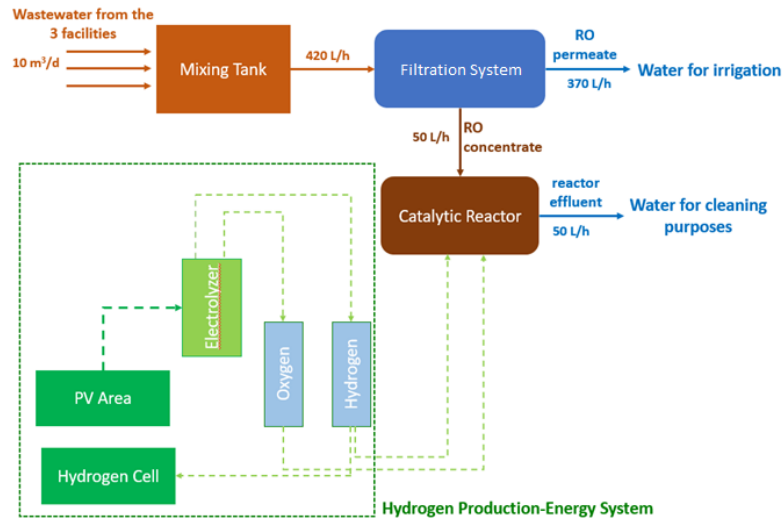 Wastewater from the
3 facilities
10 m³/d
Mixing Tank
420 L/h
Filtration System
RO
permeate
370 L/h
Water for irrigation
50 L/h
RO
concentrate
Catalytic Reactor
reactor
effluent
50 L/h
Water for cleaning
purposes
Electrolyzer
Oxygen
Hydrogen
PV Area
Hydrogen Cell
Hydrogen Production-Energy System